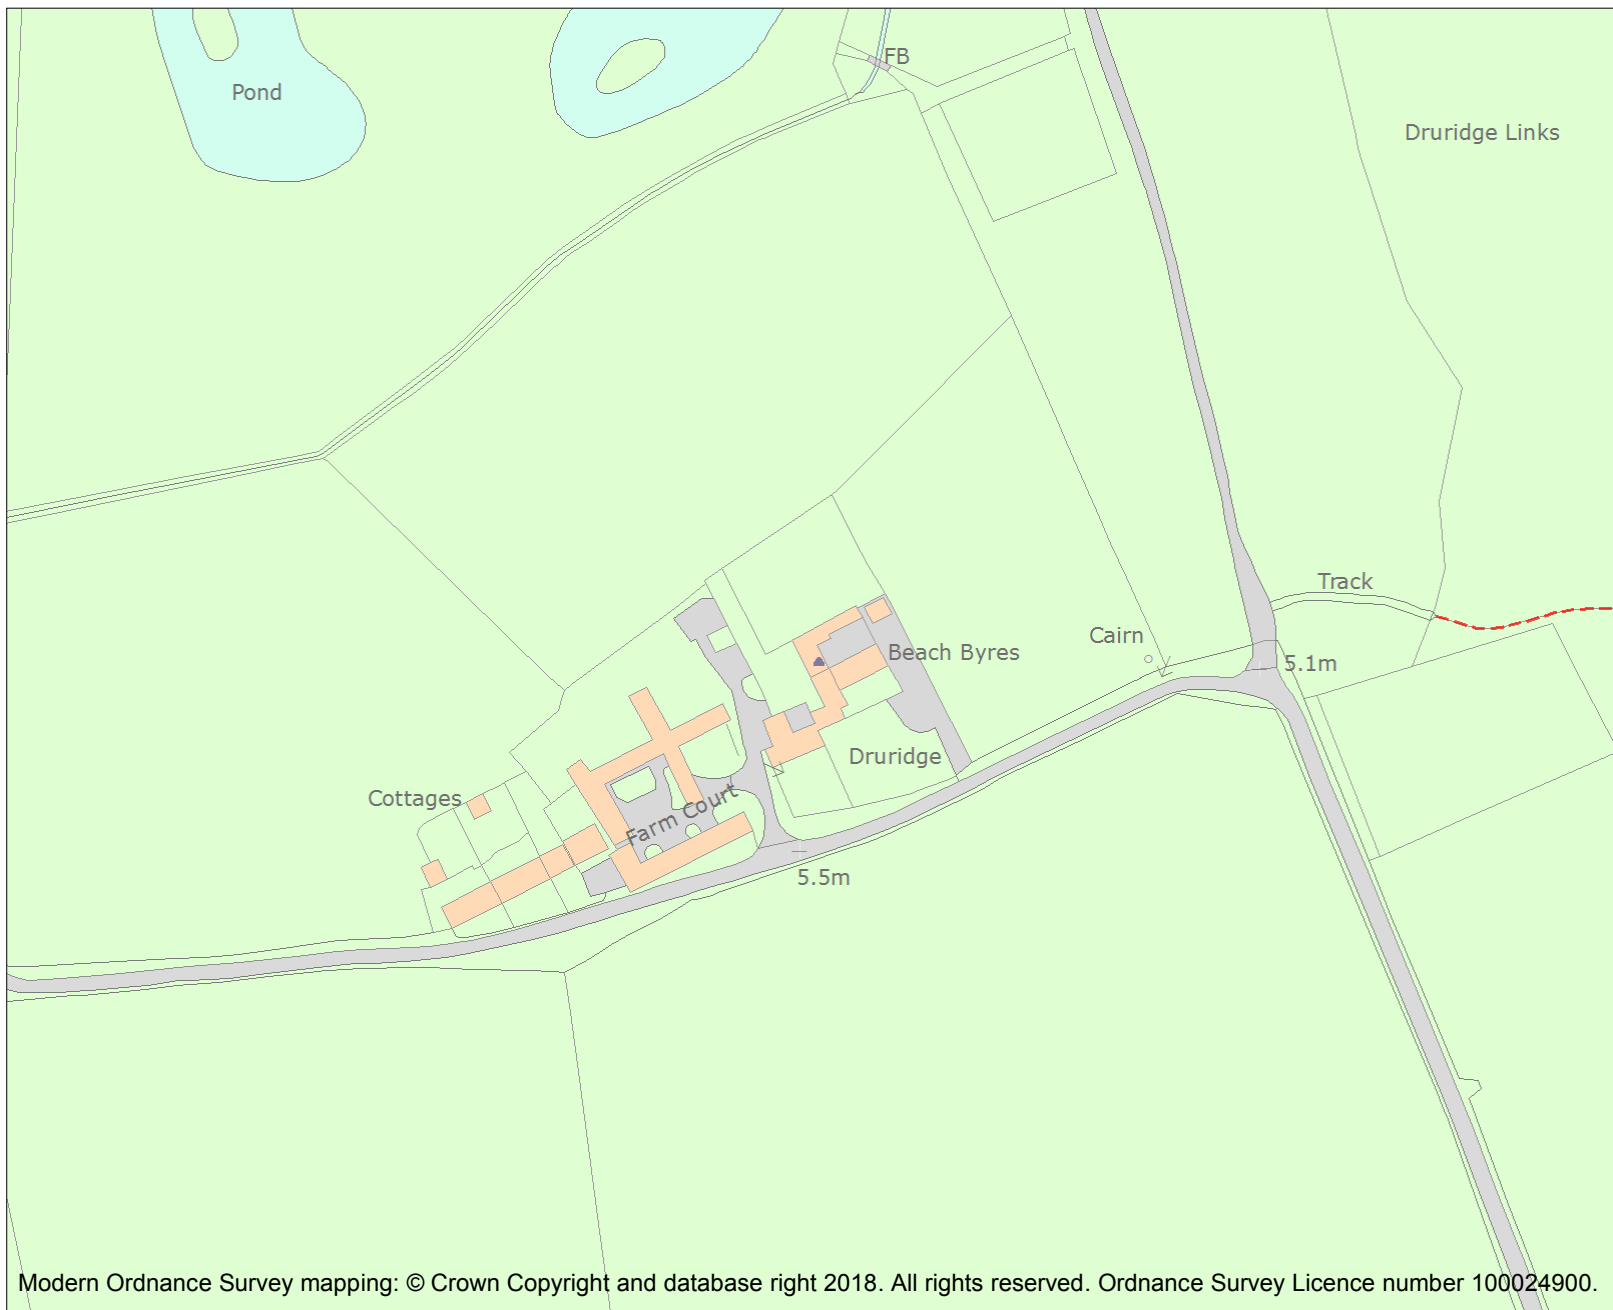 FB
Pond
Druridge Links
Track
Cairn
Beach Byres
5.1m
Druridge
Cottages
Farm Court
5.5m
Modern Ordnance Survey mapping: © Crown Copyright and database right 2018. All rights reserved. Ordnance Survey Licence number 100024900.